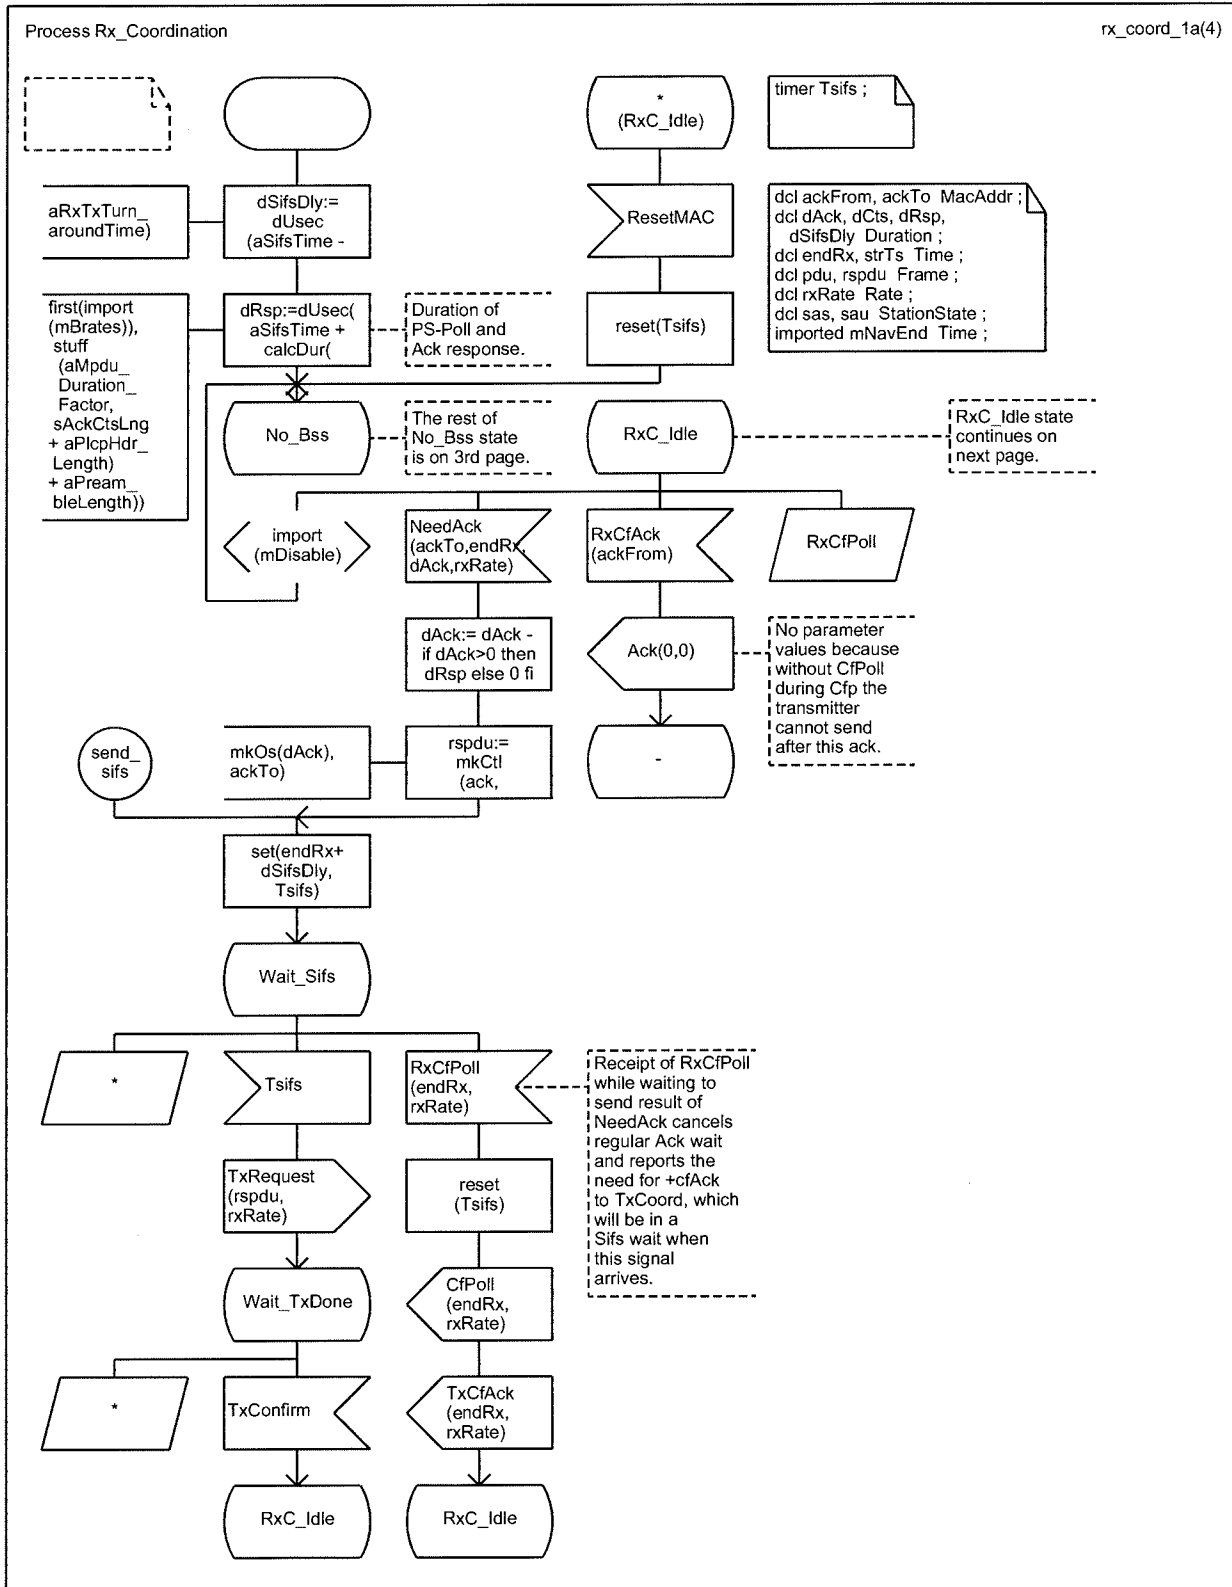 Process Rx_Coordination
rx_coord_1a(4)
*
(RxC_Idle)
timer Tsifs ;
aRxTxTurn_
aroundTime)
dSifsDly:=
dUsec
(aSifsTime -
ResetMAC
dcl ackFrom, ackTo MacAddr ;
dcl dAck, dCts, dRsp,
dSifsDly Duration ;
dcl endRx, strTs Time ;
dcl pdu, rspdu Frame ;
dcl rxRate Rate ;
dcl sas, sau StationState ;
imported mNavEnd Time ;
first(import
(mBrates)),
stuff
(aMpdu_
Duration_
Factor,
sAckCtsLng
+ aPlcpHdr_
Length)
+ aPream_
bleLength))
dRsp:=dUsec(
aSifsTime +
calcDur(
Duration of
PS-Poll and
Ack response.
reset(Tsifs)
No_Bss
The rest of
No_Bss state
is on 3rd page.
RxC_Idle
RxC_Idle state
continues on
next page.
import
(mDisable)
NeedAck
(ackTo,endRx,
dAck,rxRate)
RxCfAck
(ackFrom)
RxCfPoll
dAck:= dAck -
if dAck>0 then
dRsp else 0 fi
Ack(0,0)
No parameter
values because
without CfPoll
during Cfp the
transmitter
cannot send
after this ack.
send_
sifs
mkOs(dAck),
ackTo)
rspdu:=
mkCtl
(ack,
-
set(endRx+
dSifsDly,
Tsifs)
Wait_Sifs
*
Tsifs
RxCfPoll
(endRx,
rxRate)
Receipt of RxCfPoll
while waiting to
send result of
NeedAck cancels
regular Ack wait
and reports the
need for +cfAck
to TxCoord, which
will be in a
Sifs wait when
this signal
arrives.
TxRequest
(rspdu,
rxRate)
reset
(Tsifs)
Wait_TxDone
CfPoll
(endRx,
rxRate)
*
TxConfirm
TxCfAck
(endRx,
rxRate)
RxC_Idle
RxC_Idle